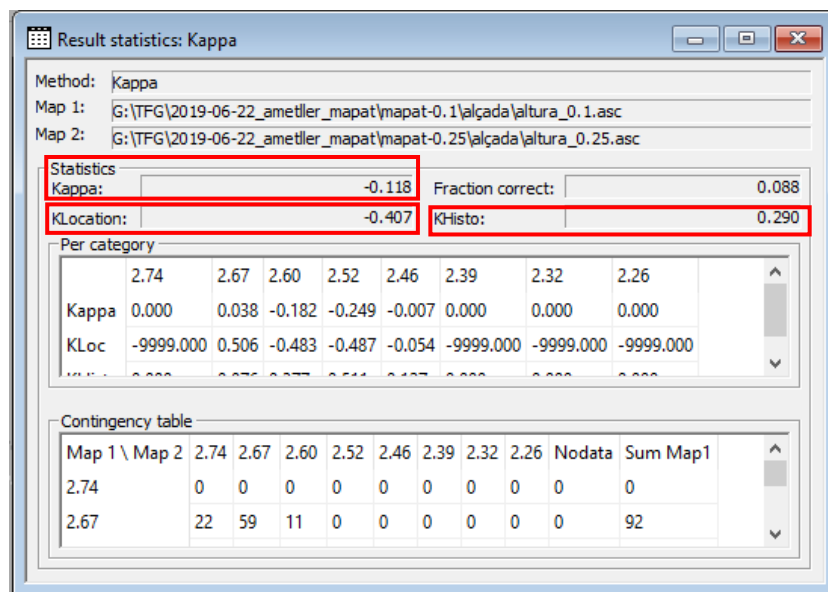 Result statistics: Kappa
Method: Kappa
Map 1: G:\TFG\2019-06-22_ametller_mapat\mapat-0.1\alçada\altura_0.1.asc
Map 2: G:\TFG\2019-06-22_ametller_mapat\mapat-0.25\alçada\altura_0.25.asc
Statistics
Kappa: -0.118 Fraction correct: 0.088
KLocation: -0.407 KHisto: 0.290
Per category
2.74 2.67 2.60 2.52 2.46 2.39 2.32 2.26
Kappa 0.000 0.038 -0.182 -0.249 -0.007 0.000 0.000 0.000
KLoc -9999.000 0.506 -0.483 -0.487 -0.054 -9999.000 -9999.000 -9999.000
Contingency table
Map 1 \ Map 2 2.74 2.67 2.60 2.52 2.46 2.39 2.32 2.26 Nodata Sum Map1
2.74 0 0 0 0 0 0 0 0 0 0
2.67 22 59 11 0 0 0 0 0 0 92